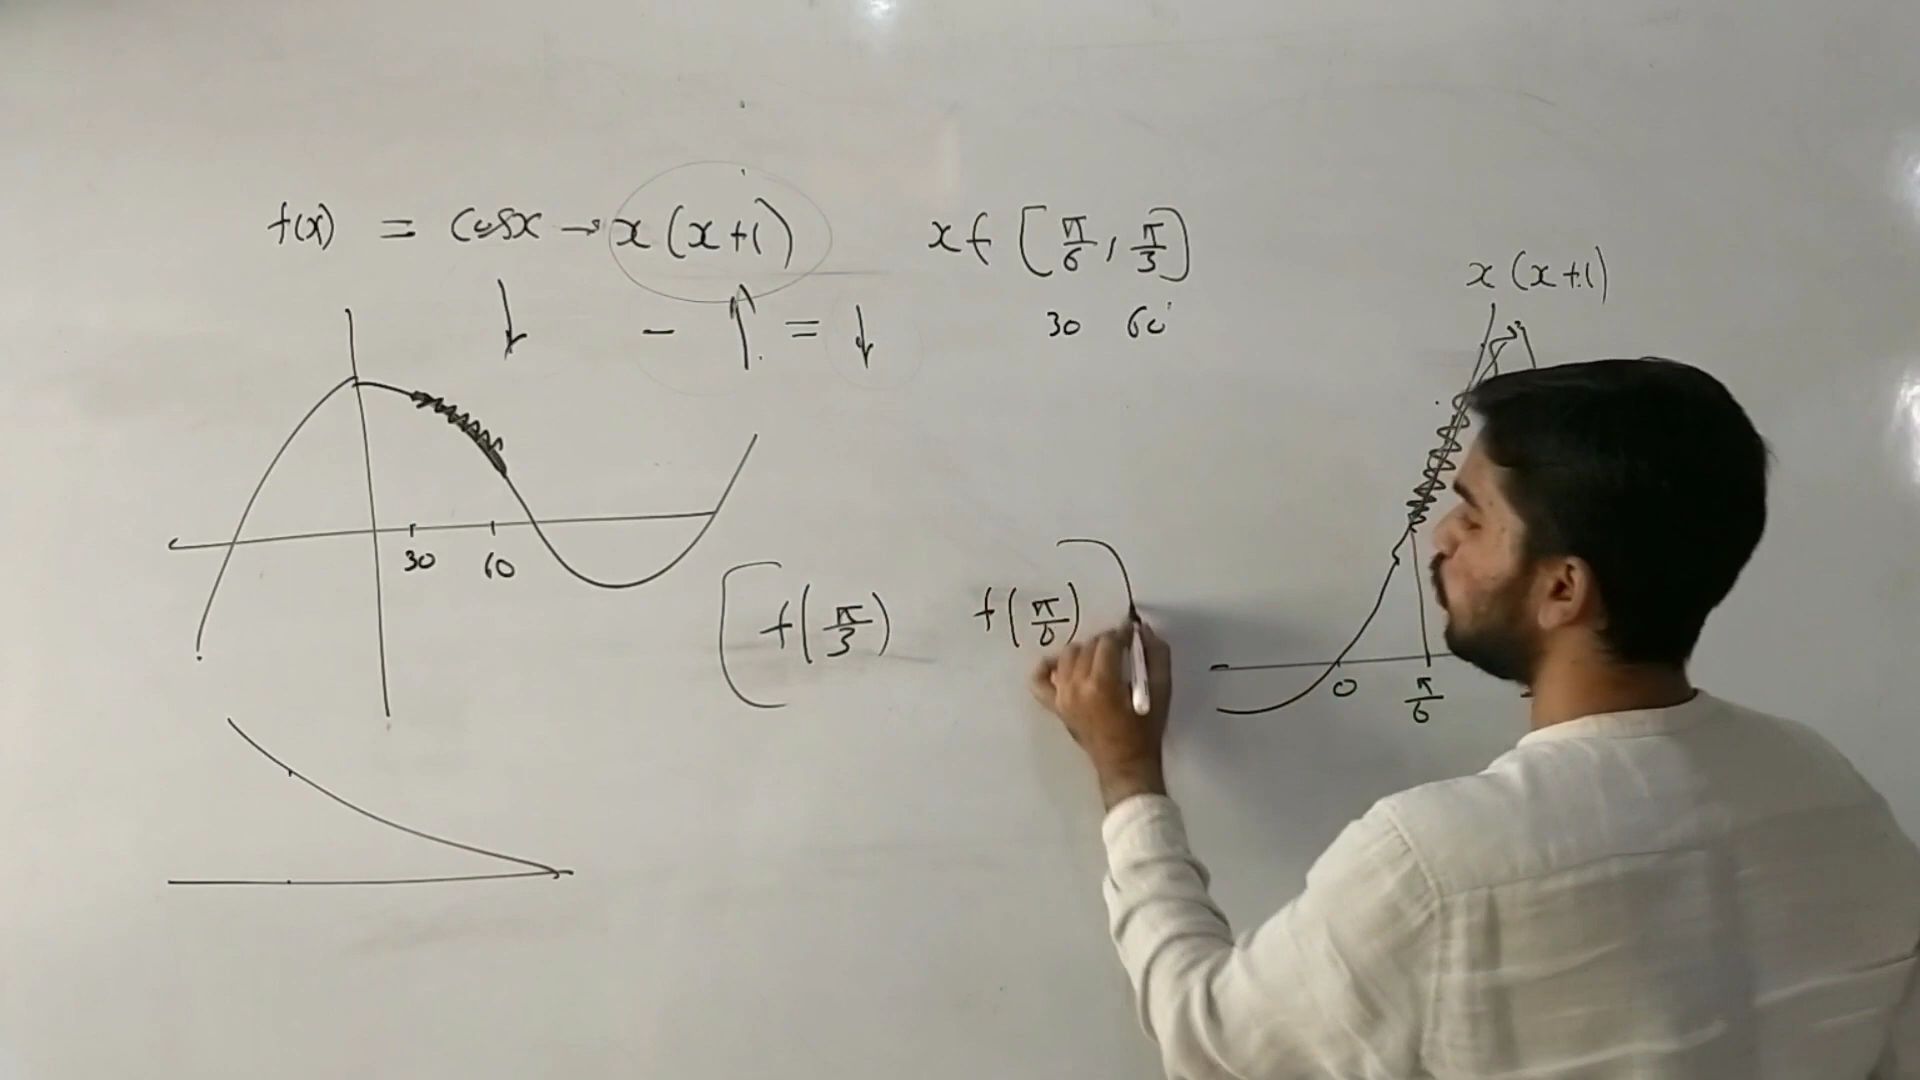 f(x) = cosx - x(x+1) x ∈ [π/6, π/3]
x(x+1)
↓ - ↑ = ↓
30 60
30 60
[f(π/3) f(π/6)
0 π/6